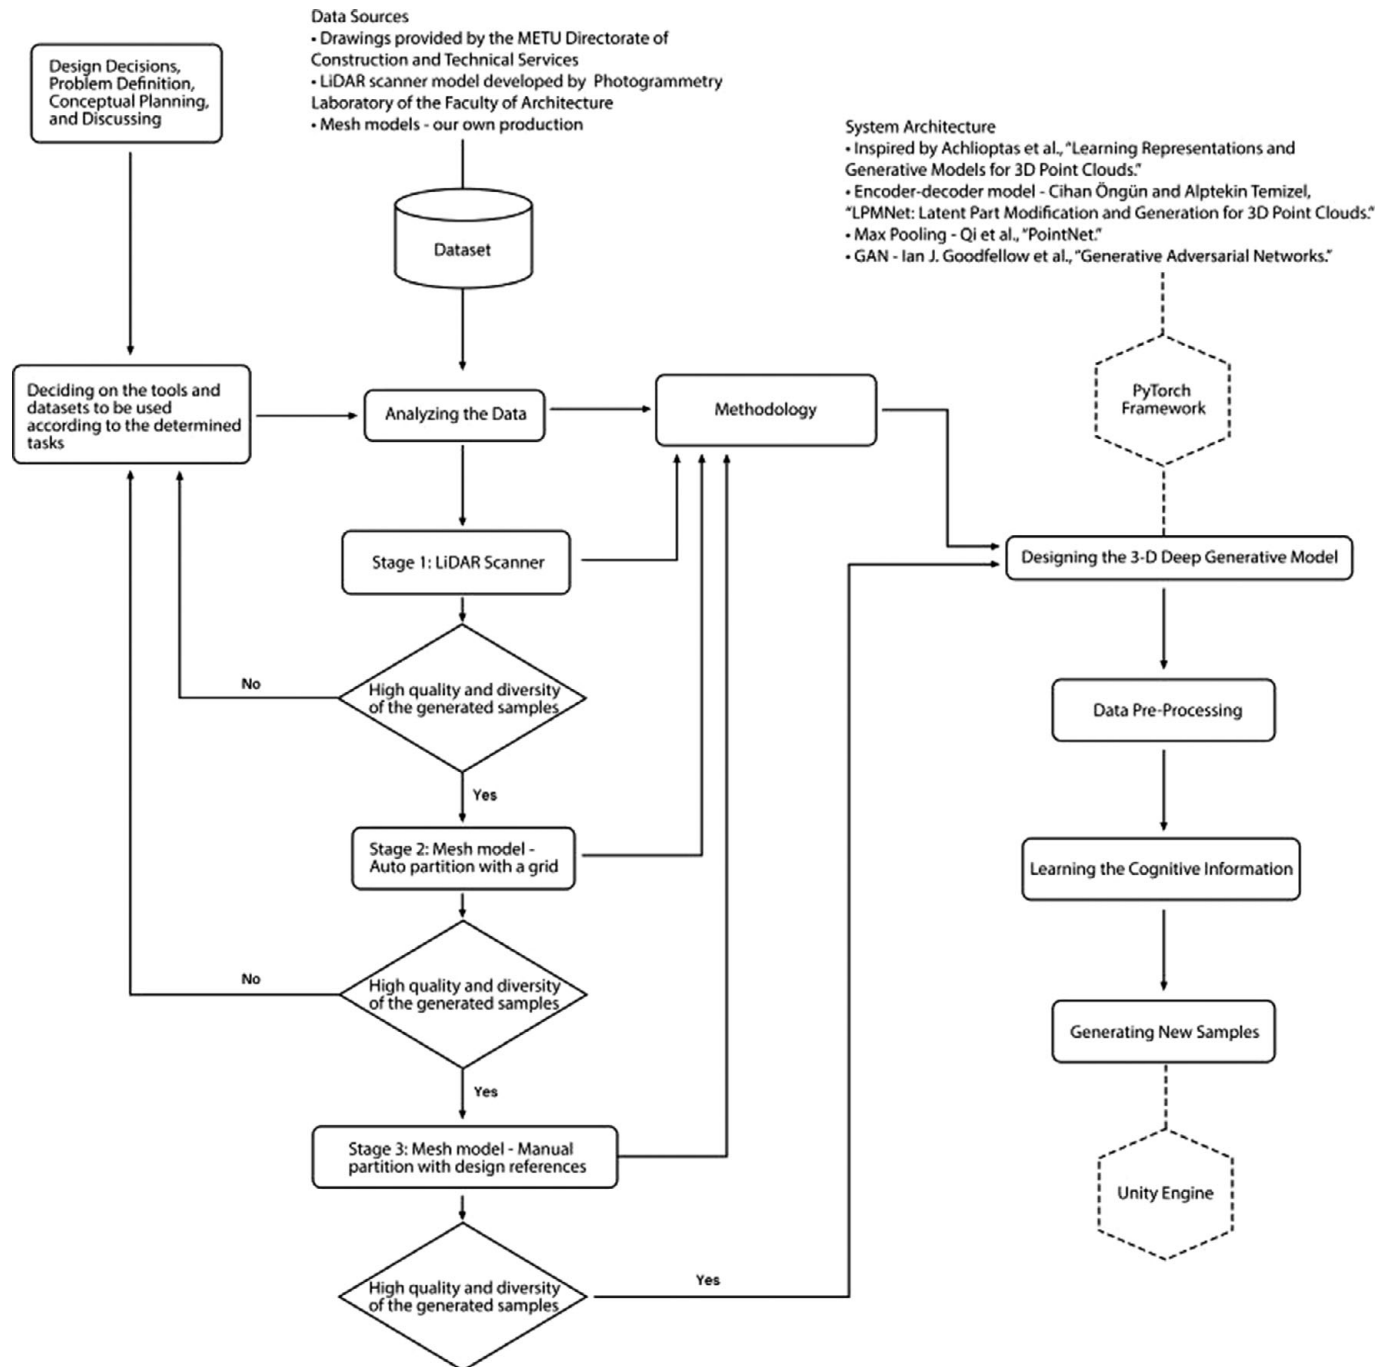 Data Sources
• Drawings provided by the METU Directorate of
Construction and Technical Services
• LiDAR scanner model developed by Photogrammetry
Laboratory of the Faculty of Architecture
• Mesh models - our own production
Design Decisions,
Problem Definition,
Conceptual Planning,
and Discussing
System Architecture
• Inspired by Achlioptas et al., “Learning Representations and
Generative Models for 3D Point Clouds.”
• Encoder-decoder model - Cihan Öngün and Alptekin Temizel,
“LPMNet: Latent Part Modification and Generation for 3D Point Clouds.”
• Max Pooling - Qi et al., “PointNet.”
• GAN - Ian J. Goodfellow et al., “Generative Adversarial Networks.”
Dataset
Deciding on the tools and
datasets to be used
according to the determined
tasks
Analyzing the Data
Methodology
PyTorch
Framework
Stage 1: LiDAR Scanner
Designing the 3-D Deep Generative Model
No
High quality and diversity
of the generated samples
Data Pre-Processing
Yes
Stage 2: Mesh model -
Auto partition with a grid
Learning the Cognitive Information
No
High quality and diversity
of the generated samples
Generating New Samples
Yes
Stage 3: Mesh model - Manual
partition with design references
Unity Engine
High quality and diversity
of the generated samples
Yes